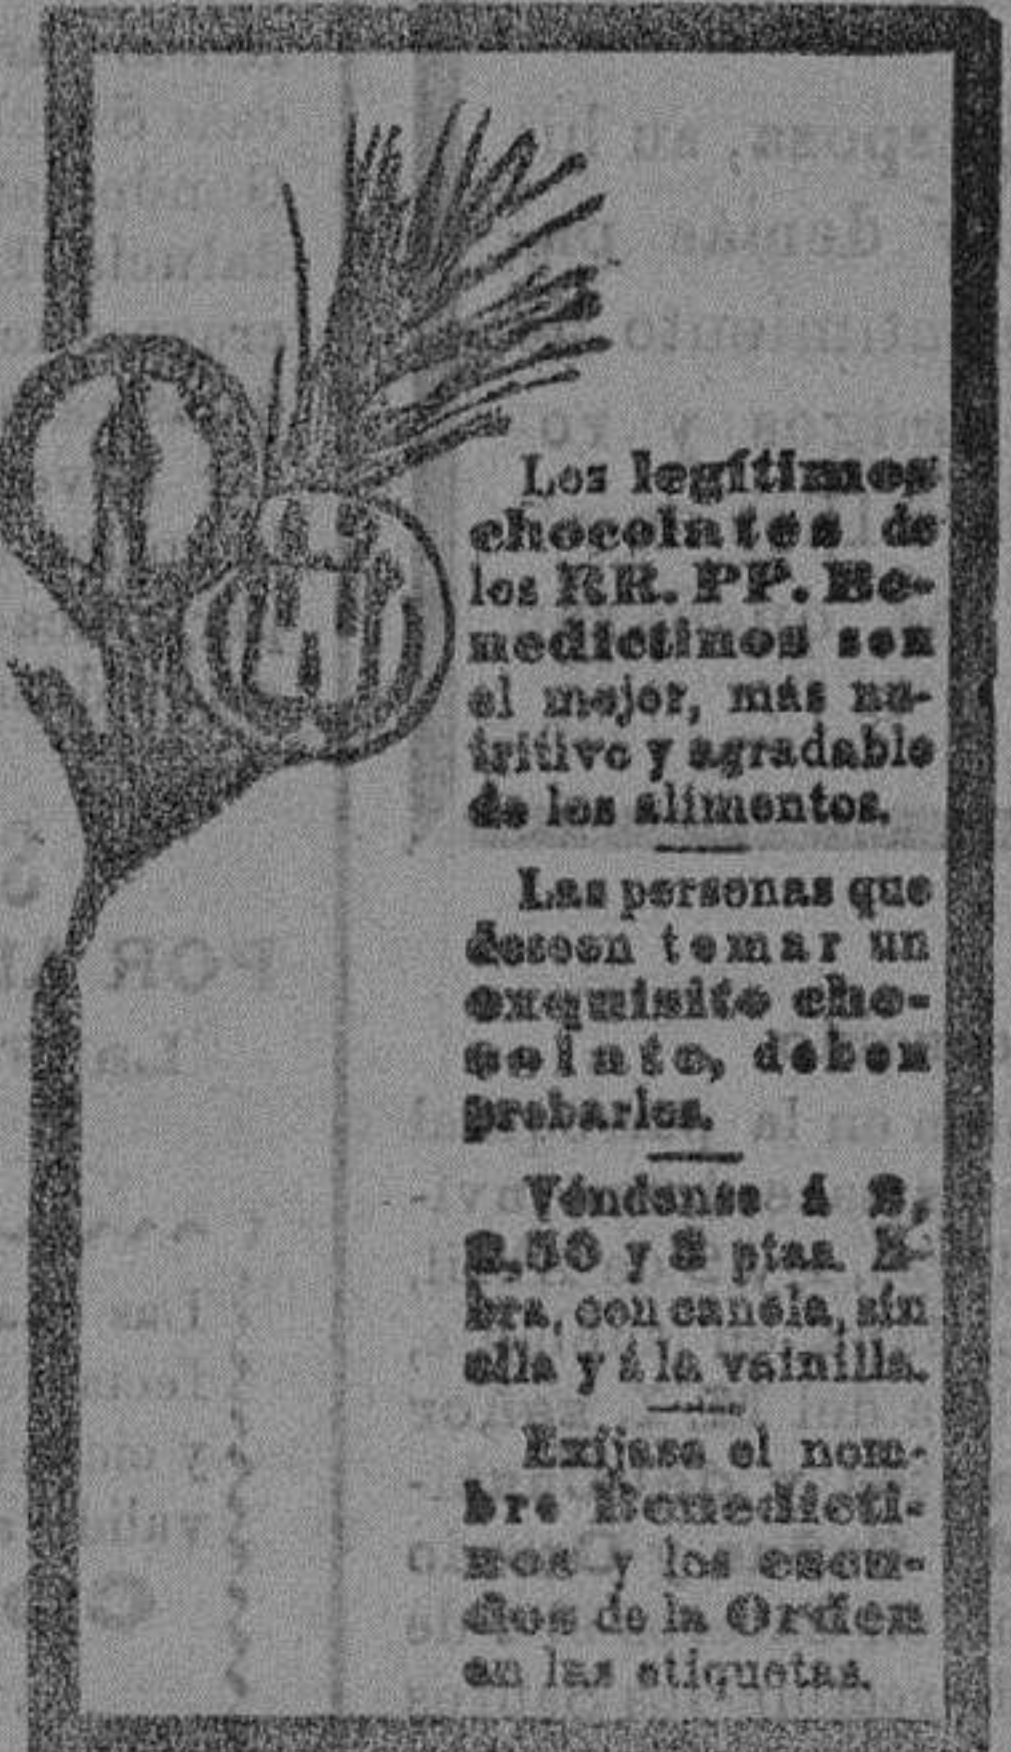 Los legítimos
chocolates de
los RR. PP. Be-
nedictinos son
el mejor, más nu-
tritivo y agradable
de los alimentos.
Las personas que
deseen tomar un
exquisito cho-
colate, deben
probarlos.
Véndense á 2,
2,50 y 3 ptas. li-
bra, con canela, sin
ella y á la vainilla.
Exíjase el nom-
bre Benedicti-
nos y los escu-
dos de la Orden
en las etiquetas.